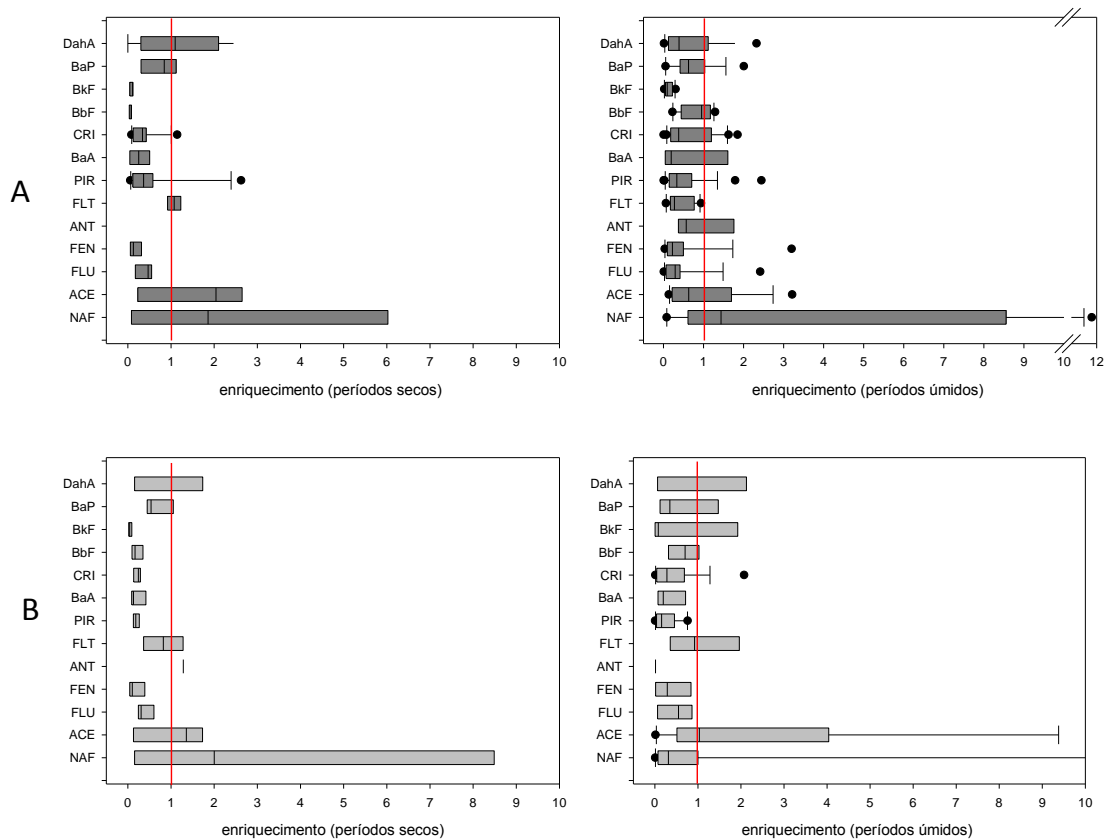 A
DahA
BaP
BkF
BbF
CRI
BaA
PIR
FLT
ANT
FEN
FLU
ACE
NAF
0 1 2 3 4 5 6 7 8 9 10
enriquecimento (períodos secos)
DahA
BaP
BkF
BbF
CRI
BaA
PIR
FLT
ANT
FEN
FLU
ACE
NAF
0 1 2 3 4 5 6 7 8 9 10 12
enriquecimento (períodos úmidos)
B
DahA
BaP
BkF
BbF
CRI
BaA
PIR
FLT
ANT
FEN
FLU
ACE
NAF
0 1 2 3 4 5 6 7 8 9 10
enriquecimento (períodos secos)
DahA
BaP
BkF
BbF
CRI
BaA
PIR
FLT
ANT
FEN
FLU
ACE
NAF
0 1 2 3 4 5 6 7 8 9 10
enriquecimento (períodos úmidos)